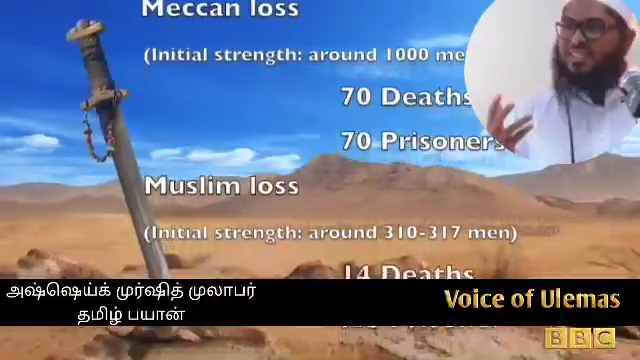 Meccan loss
(Initial strength: around 1000 me
70 Deaths
70 Prisoners
Muslim loss
(Initial strength: around 310-317 men)
14 Deaths
அஷ்ஷெய்க் முர்ஷித் முலாபர்
தமிழ் பயான்
Voice of Ulemas
BBC